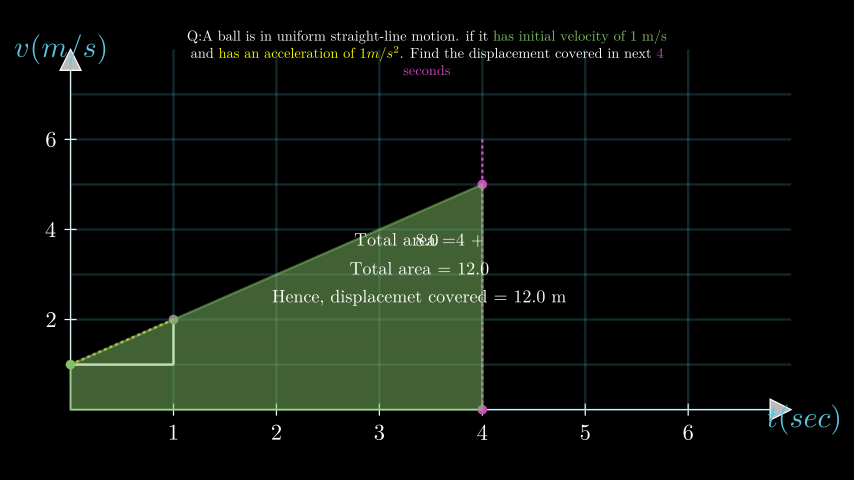 Q:A ball is in uniform straight-line motion. if it has initial velocity of 1 m/s
and has an acceleration of 1m/s². Find the displacement covered in next 4
seconds
v(m/s)
6
4
2
Total area =4 + 8.0
Total area = 12.0
Hence, displacemet covered = 12.0 m
1 2 3 4 5 6
t(sec)